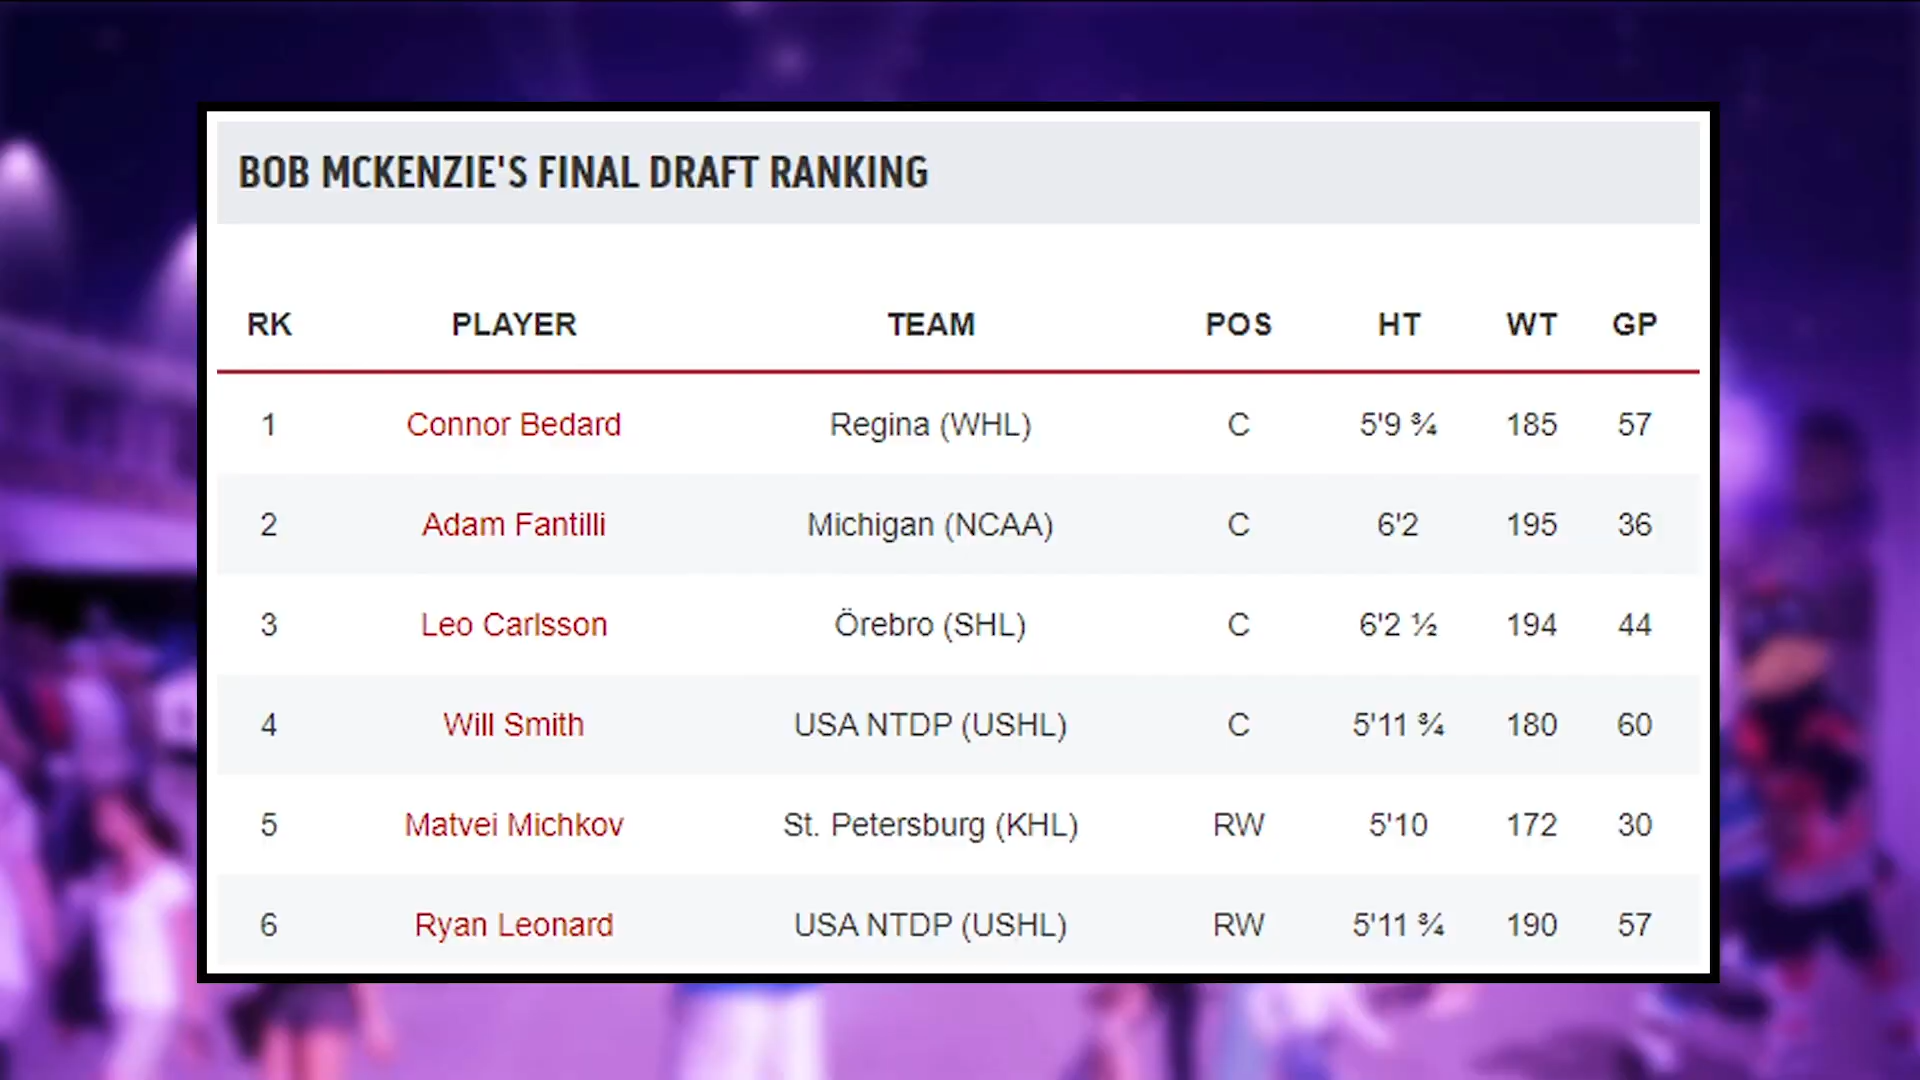 BOB MCKENZIE'S FINAL DRAFT RANKING
RK PLAYER TEAM POS HT WT GP
1 Connor Bedard Regina (WHL) C 5'9 ¾ 185 57
2 Adam Fantilli Michigan (NCAA) C 6'2 195 36
3 Leo Carlsson Örebro (SHL) C 6'2 ½ 194 44
4 Will Smith USA NTDP (USHL) C 5'11 ¾ 180 60
5 Matvei Michkov St. Petersburg (KHL) RW 5'10 172 30
6 Ryan Leonard USA NTDP (USHL) RW 5'11 ¾ 190 57